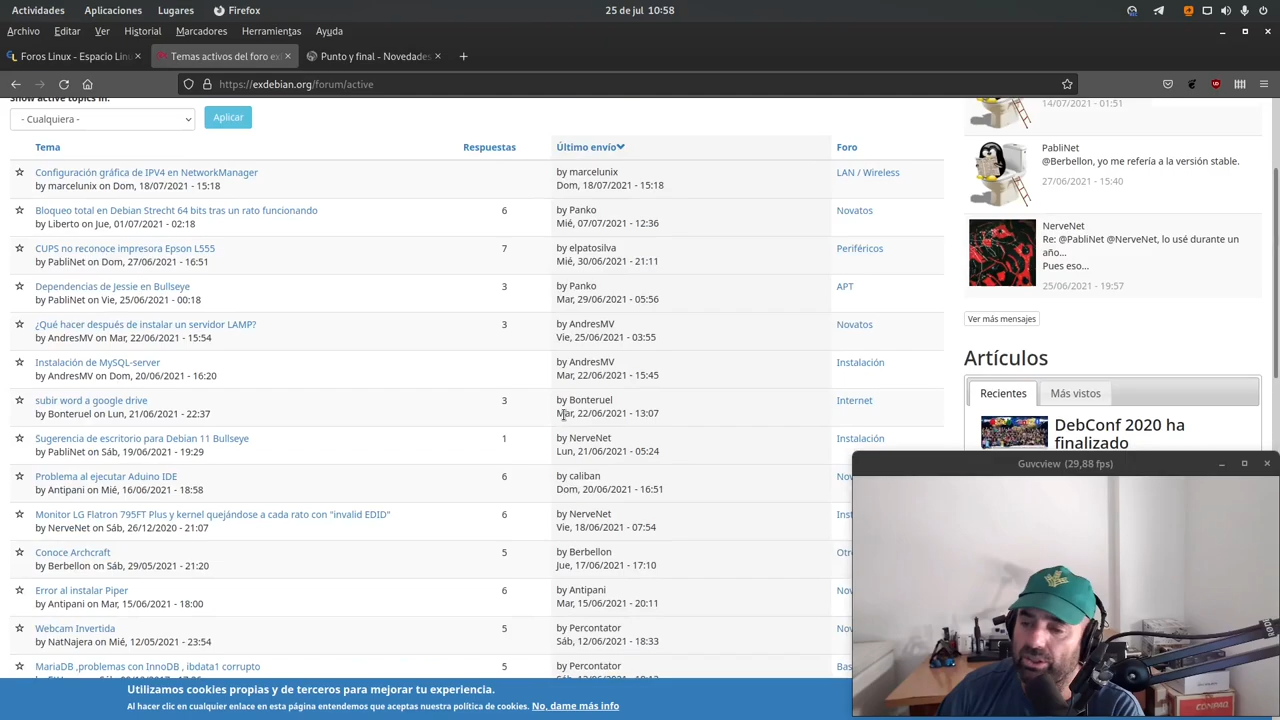 Actividades Aplicaciones Lugares Firefox 25 de jul 10:58
Archivo Editar Ver Historial Marcadores Herramientas Ayuda
Foros Linux - Espacio Lin Temas activos del foro ex Punto y final - Novedades
https://exdebian.org/forum/active
Show active topics in:
- Cualquiera - Aplicar
Tema Respuestas Último envío Foro
Configuración gráfica de IPV4 en NetworkManager by marcelunix LAN / Wireless
by marcelunix on Dom, 18/07/2021 - 15:18 Dom, 18/07/2021 - 15:18
Bloqueo total en Debian Strecht 64 bits tras un rato funcionando 6 by Panko Novatos
by Liberto on Jue, 01/07/2021 - 02:18 Mié, 07/07/2021 - 12:36
CUPS no reconoce impresora Epson L555 7 by elpatosilva Periféricos
by PabliNet on Dom, 27/06/2021 - 16:51 Mié, 30/06/2021 - 21:11
Dependencias de Jessie en Bullseye 3 by Panko APT
by PabliNet on Vie, 25/06/2021 - 00:18 Mar, 29/06/2021 - 05:56
¿Qué hacer después de instalar un servidor LAMP? 3 by AndresMV Novatos
by AndresMV on Mar, 22/06/2021 - 15:54 Vie, 25/06/2021 - 03:55
Instalación de MySQL-server by AndresMV Instalación
by AndresMV on Dom, 20/06/2021 - 16:20 Mar, 22/06/2021 - 15:45
subir word a google drive 3 by Bonteruel Internet
by Bonteruel on Lun, 21/06/2021 - 22:37 Mar, 22/06/2021 - 13:07
Sugerencia de escritorio para Debian 11 Bullseye 1 by NerveNet Instalación
by PabliNet on Sáb, 19/06/2021 - 19:29 Lun, 21/06/2021 - 05:24
Problema al ejecutar Aduino IDE 6 by caliban Nov
by Antipani on Mié, 16/06/2021 - 18:58 Dom, 20/06/2021 - 16:51
Monitor LG Flatron 795FT Plus y kernel quejándose a cada rato con "invalid EDID" 6 by NerveNet Inst
by NerveNet on Sáb, 26/12/2020 - 21:07 Vie, 18/06/2021 - 07:54
Conoce Archcraft 5 by Berbellon Otr
by Berbellon on Sáb, 29/05/2021 - 21:20 Jue, 17/06/2021 - 17:10
Error al instalar Piper 6 by Antipani Nov
by Antipani on Mar, 15/06/2021 - 18:00 Mar, 15/06/2021 - 20:11
Webcam Invertida 5 by Percontator Nov
by NatNajera on Mié, 12/05/2021 - 23:54 Sáb, 12/06/2021 - 18:33
MariaDB ,problemas con InnoDB , ibdata1 corrupto 5 by Percontator Bas
14/07/2021 - 01:51
PabliNet
@Berbellon, yo me refería a la versión stable.
27/06/2021 - 15:40
NerveNet
Re: @PabliNet @NerveNet, lo usé durante un
año...
Pues eso...
25/06/2021 - 19:57
Ver más mensajes
Artículos
Recientes Más vistos
DebConf 2020 ha
finalizado
Guvcview (29,88 fps)
COMPAQ
Utilizamos cookies propias y de terceros para mejorar tu experiencia.
Al hacer clic en cualquier enlace en esta página entendemos que aceptas nuestra política de cookies. No, dame más info